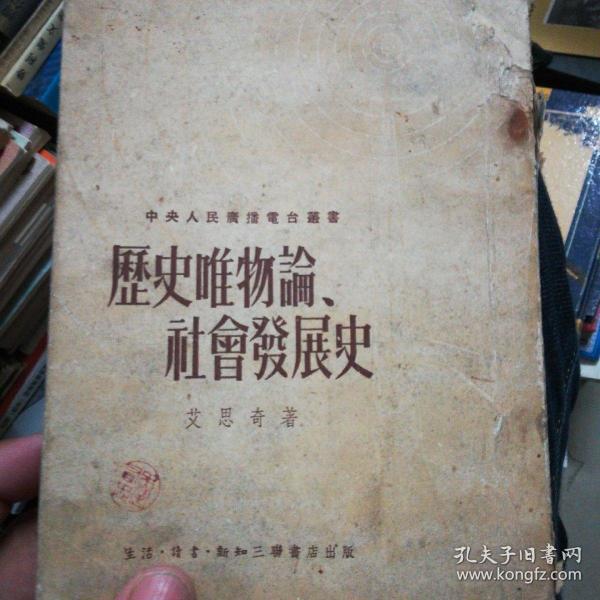 中央人民廣播電台叢書
歷史唯物論、
社會發展史
艾思奇著
生活·讀書·新知三聯書店出版
孔夫子旧書网
www.kongfz.com